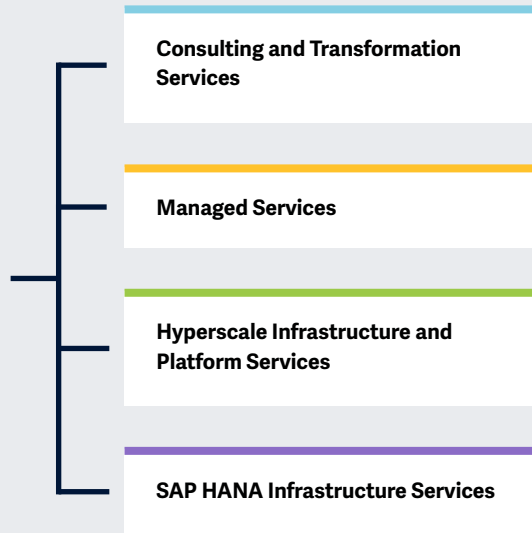 Consulting and Transformation
Services
Managed Services
Hyperscale Infrastructure and
Platform Services
SAP HANA Infrastructure Services